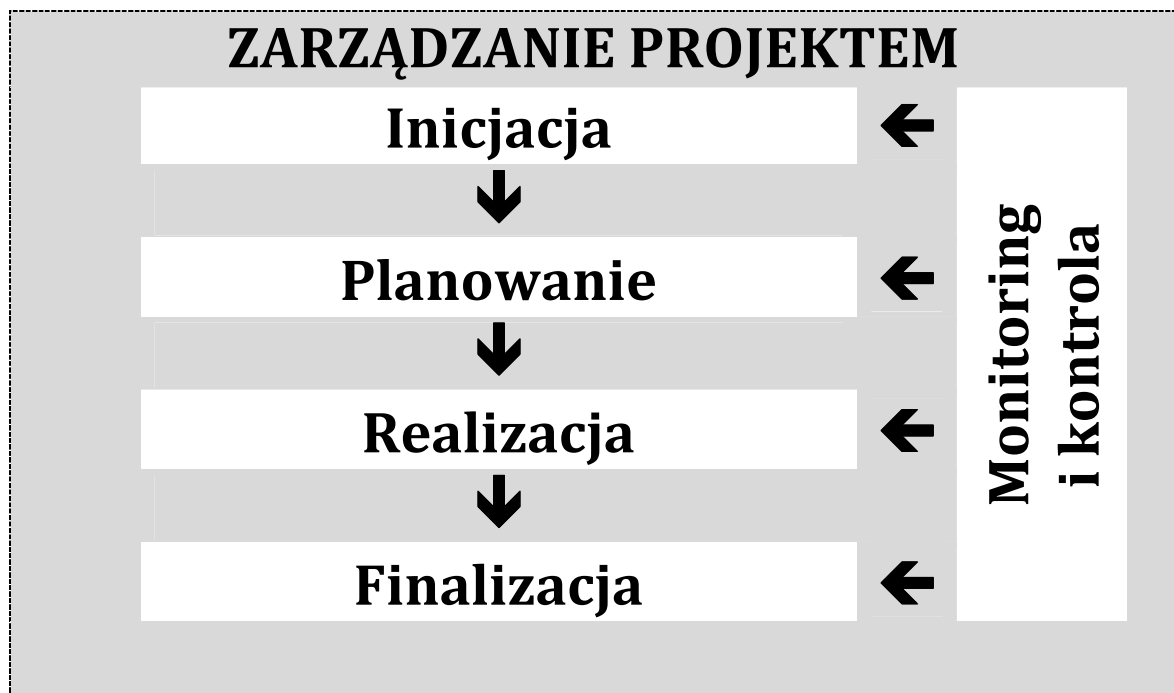 ZARZĄDZANIE PROJEKTEM
Inicjacja
Planowanie
Realizacja
Finalizacja
Monitoring
i kontrola